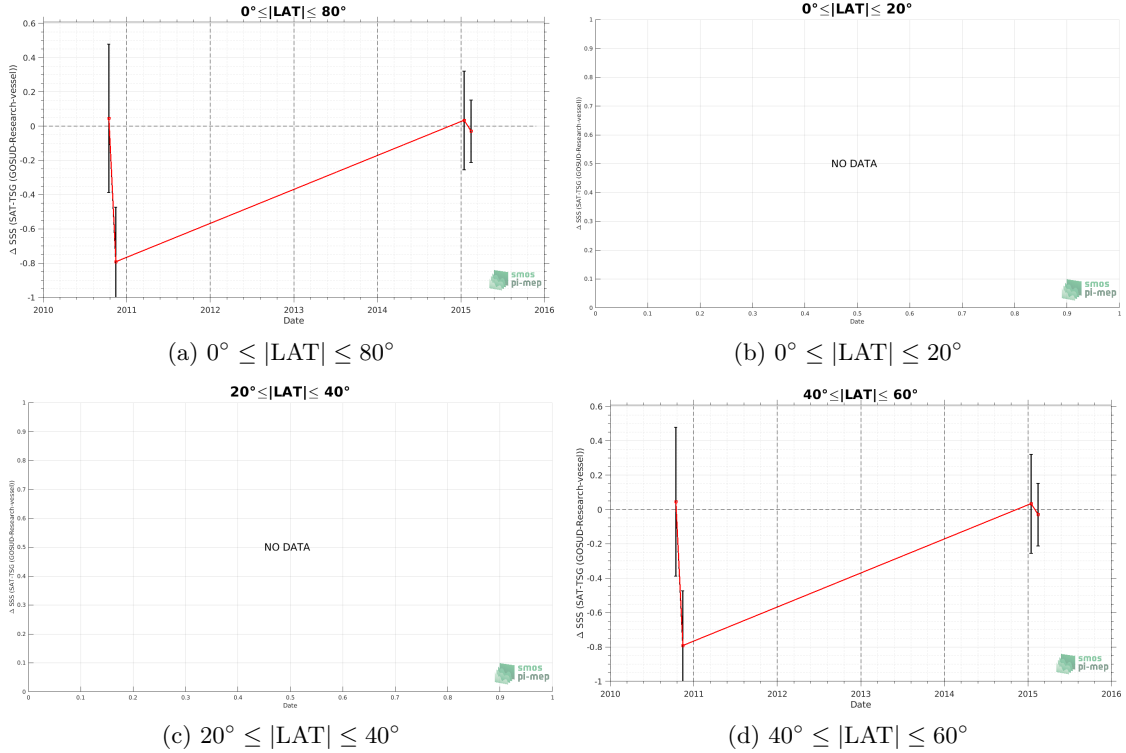 0°≤|LAT|≤ 80°
Δ SSS (SAT-TSG (GOSUD-Research-vessel))
0.6
0.4
0.2
0
-0.2
-0.4
-0.6
-0.8
-1
2010 2011 2012 2013 2014 2015 2016
Date
smos
pi-mep
(a) 0° ≤ |LAT| ≤ 80°
0°≤|LAT|≤ 20°
Δ SSS (SAT-TSG (GOSUD-Research-vessel))
1
0.9
0.8
0.7
0.6
0.5
0.4
0.3
0.2
0.1
0
NO DATA
0 0.1 0.2 0.3 0.4 0.5 0.6 0.7 0.8 0.9 1
Date
smos
pi-mep
(b) 0° ≤ |LAT| ≤ 20°
20°≤|LAT|≤ 40°
Δ SSS (SAT-TSG (GOSUD-Research-vessel))
1
0.9
0.8
0.7
0.6
0.5
0.4
0.3
0.2
0.1
0
NO DATA
0 0.1 0.2 0.3 0.4 0.5 0.6 0.7 0.8 0.9 1
Date
smos
pi-mep
(c) 20° ≤ |LAT| ≤ 40°
40°≤|LAT|≤ 60°
Δ SSS (SAT-TSG (GOSUD-Research-vessel))
0.6
0.4
0.2
0
-0.2
-0.4
-0.6
-0.8
-1
2010 2011 2012 2013 2014 2015 2016
Date
smos
pi-mep
(d) 40° ≤ |LAT| ≤ 60°